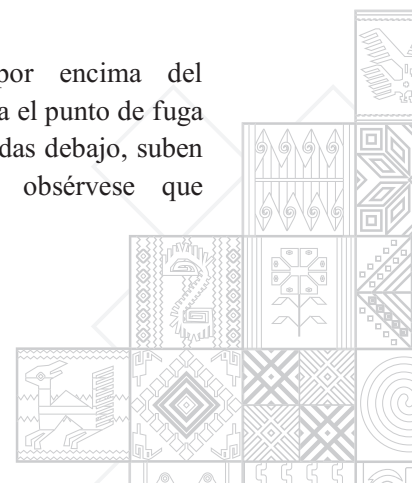 por encima del
a el punto de fuga
das debajo, suben
obsérvese que